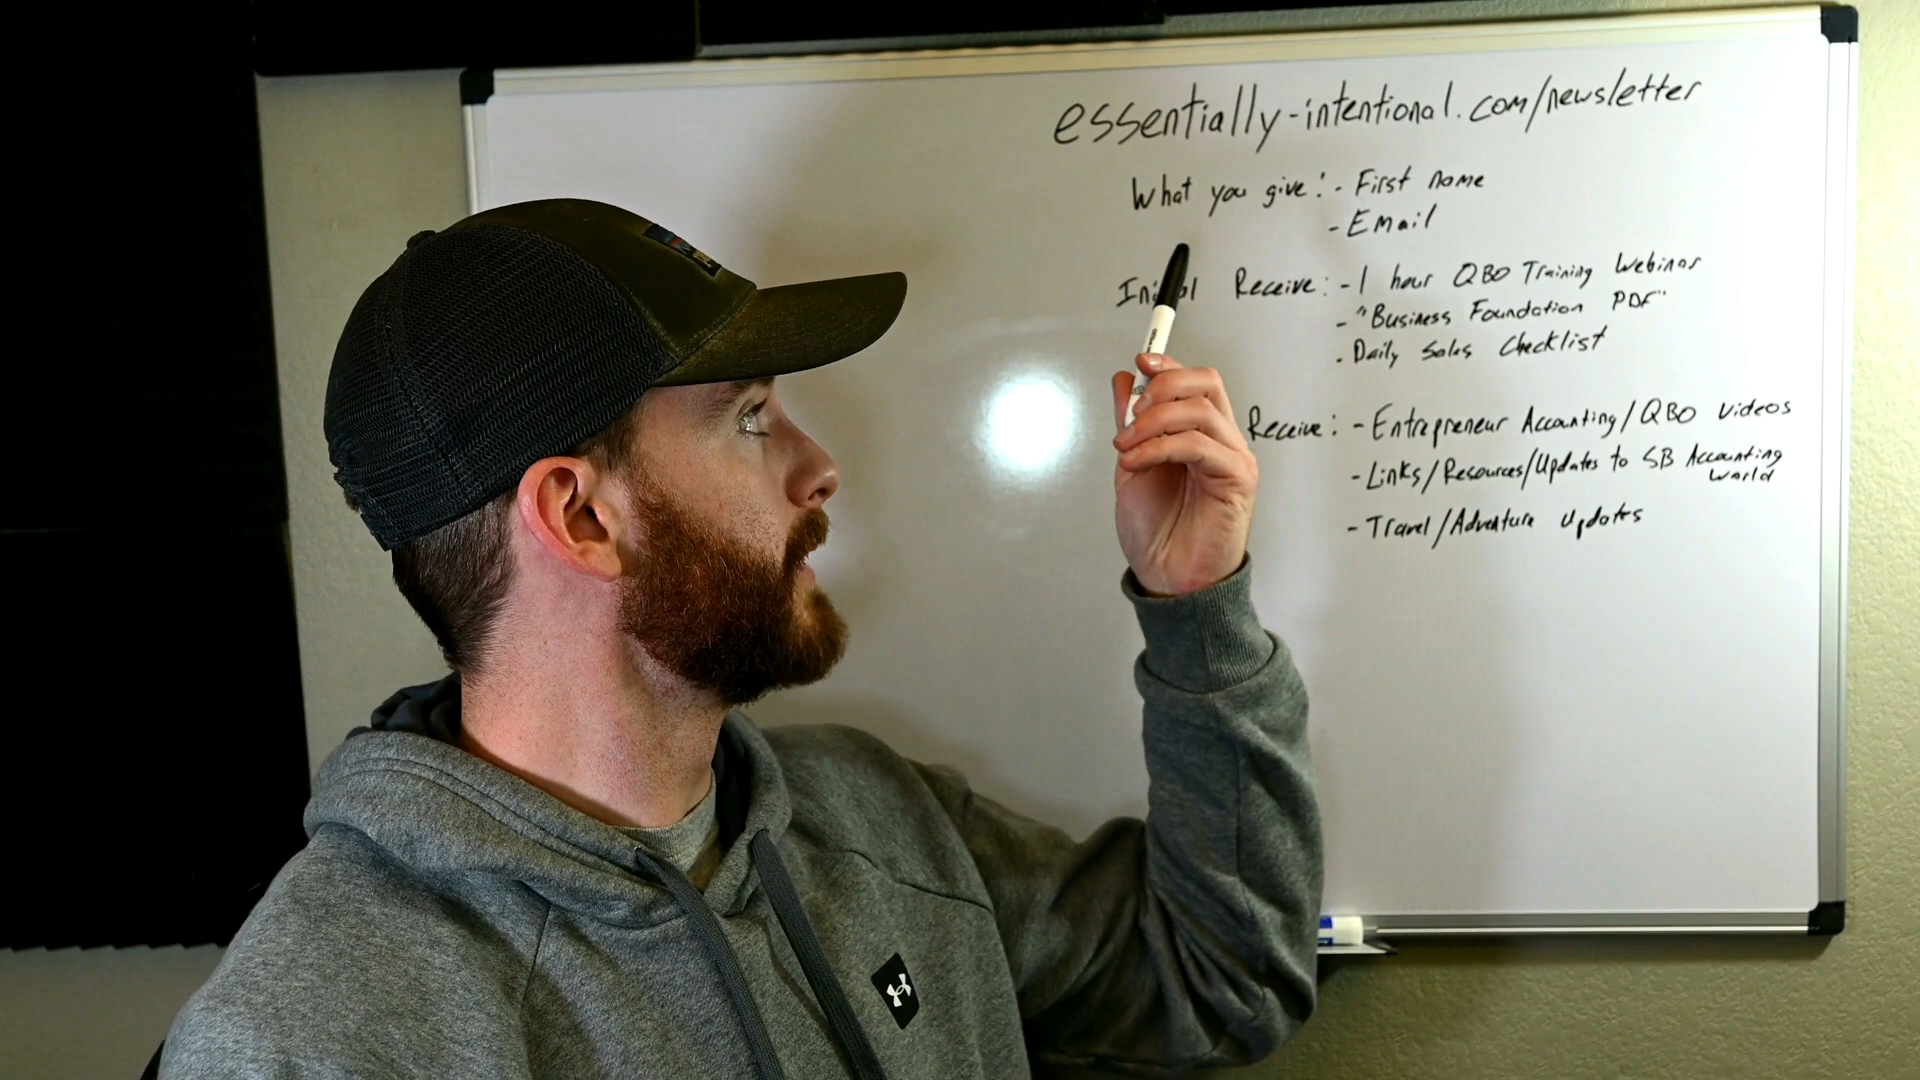 essentially-intentional.com/newsletter
What you give: - First name
- Email
Receive: - 1 hour QBO Training Webinar
- "Business Foundation PDF"
- Daily Sales Checklist
Receive: - Entrepreneur Accounting/QBO Videos
- Links/Resources/Updates to SB Accounting
World
- Travel/Adventure Updates